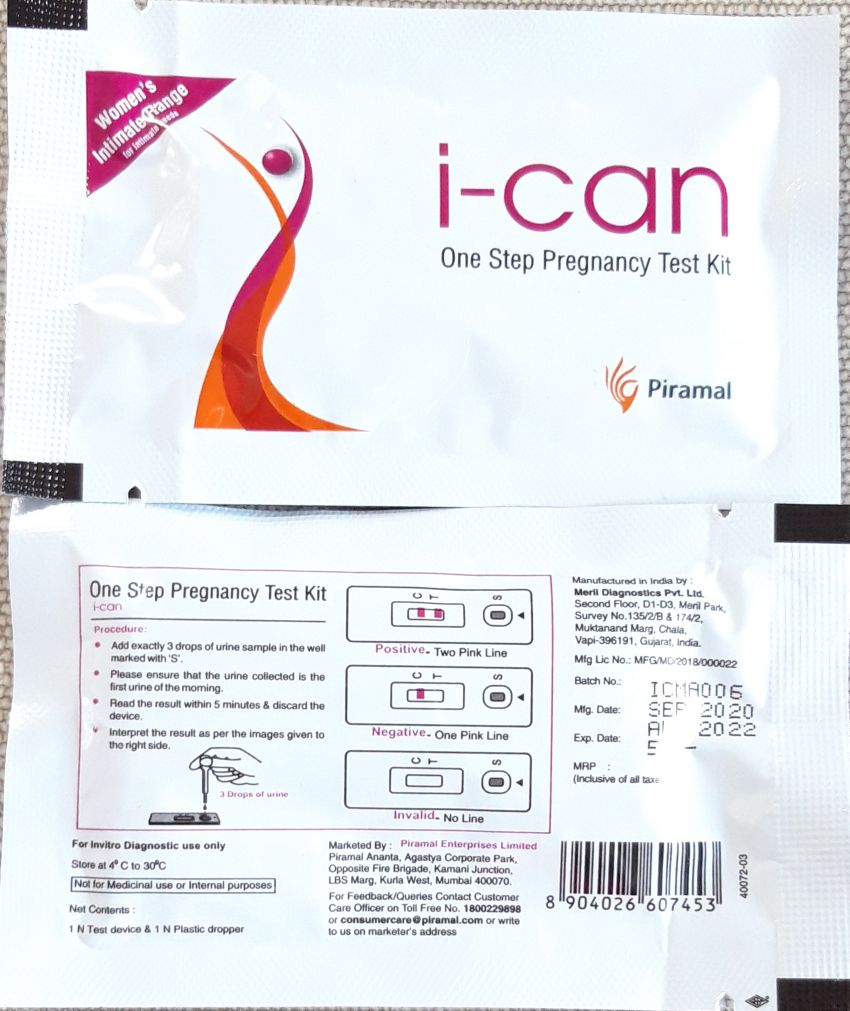 Women's
Intimate Range
for intimate needs
i-can
One Step Pregnancy Test Kit
Piramal
One Step Pregnancy Test Kit
i-can
Procedure:
Add exactly 3 drops of urine sample in the well
marked with 'S'.
Please ensure that the urine collected is the
first urine of the morning.
Read the result within 5 minutes & discard the
device.
Interpret the result as per the images given to
the right side.
3 Drops of urine
C T S
Positive- Two Pink Line
C T S
Negative- One Pink Line
C T S
Invalid- No Line
Manufactured in India by :
Meril Diagnostics Pvt. Ltd.
Second Floor, D1-D3, Meril Park,
Survey No.135/2/B & 174/2,
Muktanand Marg, Chala,
Vapi-396191, Gujarat, India.
Mfg Lic No.: MFG/MD/2018/000022
Batch No.: ICMA006
Mfg. Date: SEP 2020
Exp. Date: 2022
MRP :
(Inclusive of all taxe
For Invitro Diagnostic use only
Store at 4°C to 30°C
Not for Medicinal use or Internal purposes
Net Contents :
1 N Test device & 1 N Plastic dropper
Marketed By : Piramal Enterprises Limited
Piramal Ananta, Agastya Corporate Park,
Opposite Fire Brigade, Kamani Junction,
LBS Marg, Kurla West, Mumbai 400070.
For Feedback/Queries Contact Customer
Care Officer on Toll Free No. 1800229898
or consumercare@piramal.com or write
to us on marketer's address
8 904026 607453
40072-03